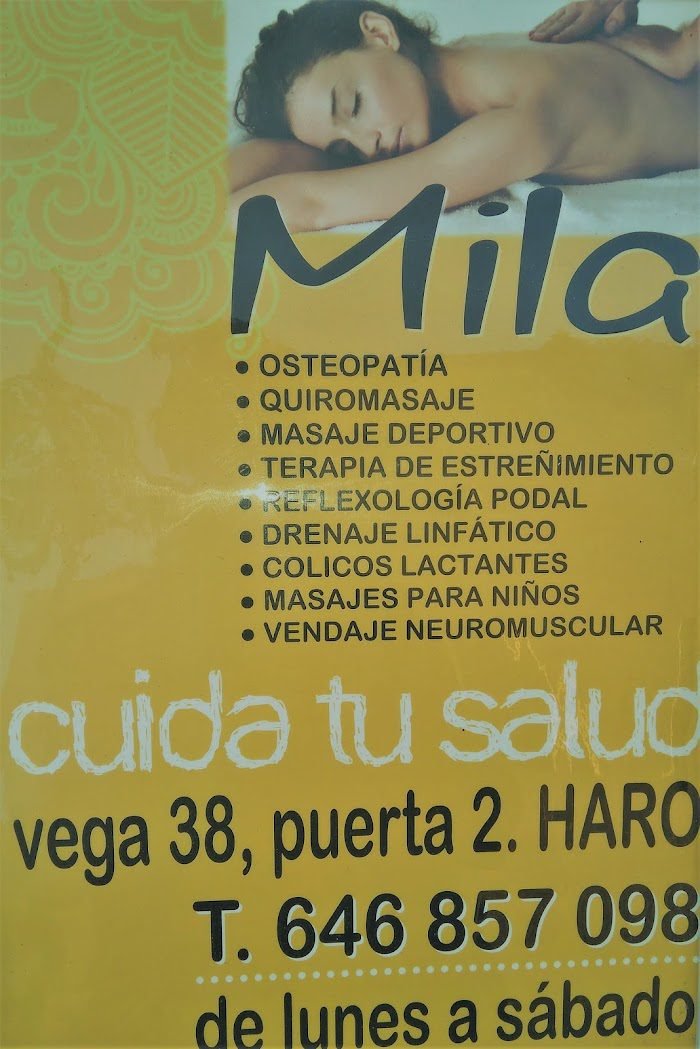 Mila
• OSTEOPATÍA
• QUIROMASAJE
• MASAJE DEPORTIVO
• TERAPIA DE ESTREÑIMIENTO
• REFLEXOLOGÍA PODAL
• DRENAJE LINFÁTICO
• COLICOS LACTANTES
• MASAJES PARA NIÑOS
• VENDAJE NEUROMUSCULAR
cuida tu salud
vega 38, puerta 2. HARO
T. 646 857 098
de lunes a sábado